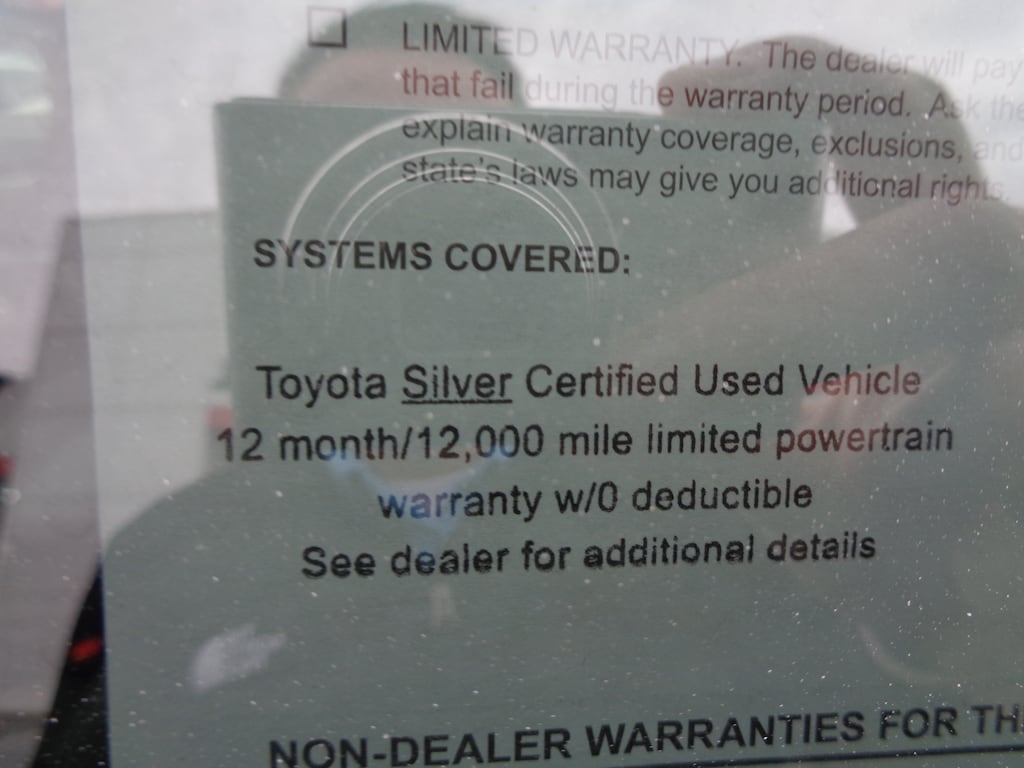 LIMITED WARRANTY. The dealer will pay
that fail during the warranty period. Ask the
explain warranty coverage, exclusions, and
state's laws may give you additional rights.
SYSTEMS COVERED:
Toyota Silver Certified Used Vehicle
12 month/12,000 mile limited powertrain
warranty w/0 deductible
See dealer for additional details
NON-DEALER WARRANTIES FOR